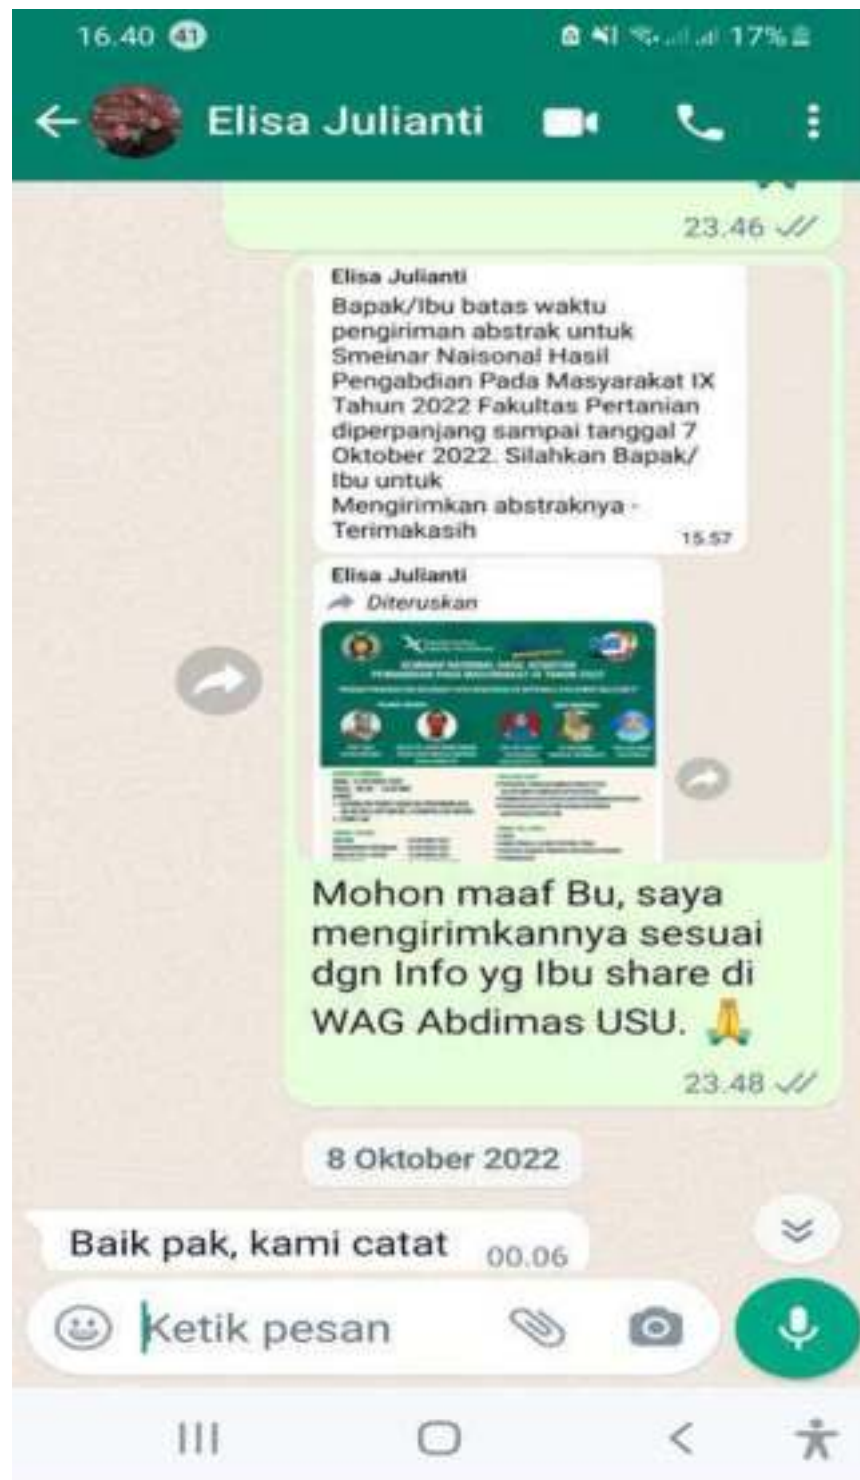 16.40 41
17%
Elisa Julianti
23.46
Elisa Julianti
Bapak/Ibu batas waktu
pengiriman abstrak untuk
Smeinar Naisonal Hasil
Pengabdian Pada Masyarakat IX
Tahun 2022 Fakultas Pertanian
diperpanjang sampai tanggal 7
Oktober 2022. Silahkan Bapak/
Ibu untuk
Mengirimkan abstraknya -
Terimakasih
15.57
Elisa Julianti
Diteruskan
Mohon maaf Bu, saya
mengirimkannya sesuai
dgn Info yg Ibu share di
WAG Abdimas USU. 🙏
23.48
8 Oktober 2022
Baik pak, kami catat 00.06
Ketik pesan